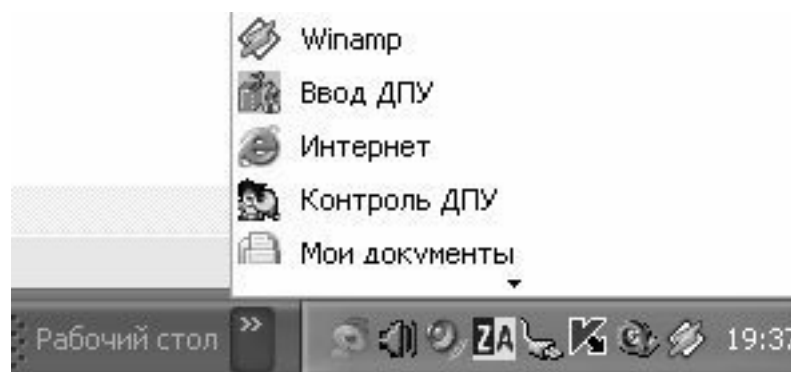 Winamp
Ввод ДПУ
Интернет
Контроль ДПУ
Мои документы
Рабочий стол »
ZA
K
19:37